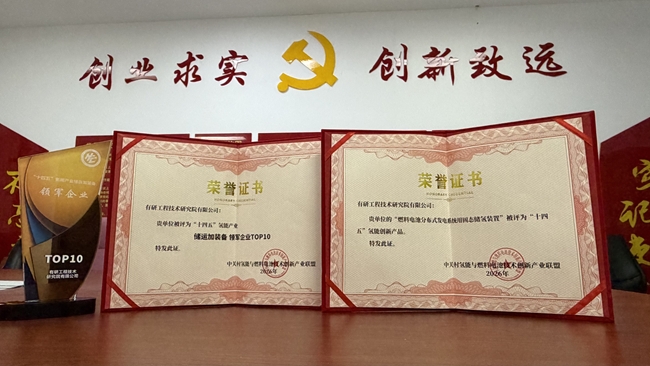 创业求实 创新致远
领军企业
TOP10
有研工程技术
研究院有限公司
荣誉证书
有研工程技术研究院有限公司：
贵单位被评为“十四五”氢能产业
储运加装备 领军企业TOP10
特发此证。
中关村氢能与燃料电池技术创新产业联盟
2026年
荣誉证书
有研工程技术研究院有限公司：
贵单位的“燃料电池分布式发电系统用固态储氢装置”被评为“十四
五”氢能创新产品。
特发此证。
中关村氢能与燃料电池技术创新产业联盟
2026年